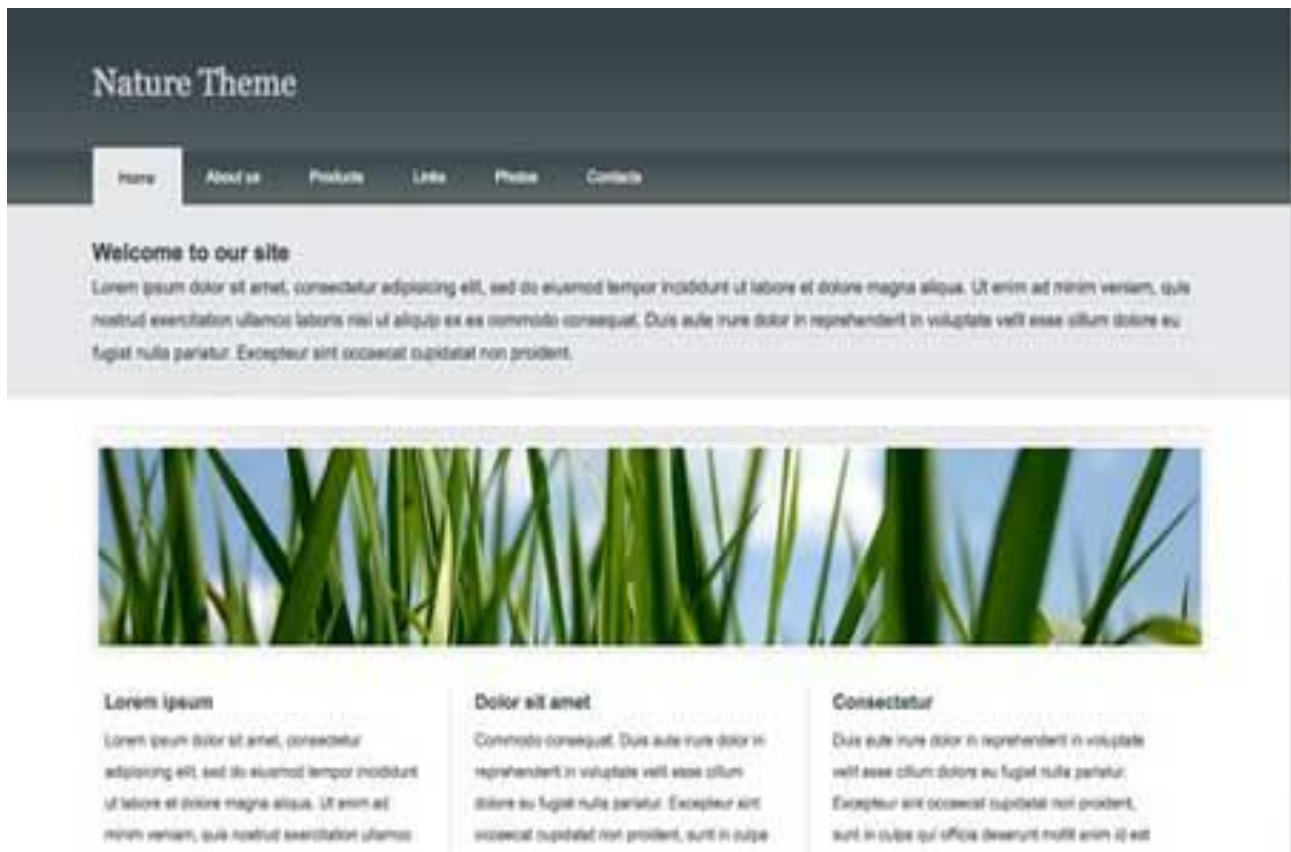 Nature Theme
Home About us Products Links Photos Contacts
Welcome to our site
Lorem ipsum dolor sit amet, consectetur adipisicing elit, sed do eiusmod tempor incididunt ut labore et dolore magna aliqua. Ut enim ad minim veniam, quis
nostrud exercitation ullamco laboris nisi ut aliquip ex ea commodo consequat. Duis aute irure dolor in reprehenderit in voluptate velit esse cillum dolore eu
fugiat nulla pariatur. Excepteur sint occaecat cupidatat non proident.
Lorem ipsum
Lorem ipsum dolor sit amet, consectetur
adipisicing elit, sed do eiusmod tempor incididunt
ut labore et dolore magna aliqua. Ut enim ad
minim veniam, quis nostrud exercitation ullamco
Dolor sit amet
Commodo consequat. Duis aute irure dolor in
reprehenderit in voluptate velit esse cillum
dolore eu fugiat nulla pariatur. Excepteur sint
occaecat cupidatat non proident, sunt in culpa
Consectetur
Duis aute irure dolor in reprehenderit in voluptate
velit esse cillum dolore eu fugiat nulla pariatur.
Excepteur sint occaecat cupidatat non proident,
sunt in culpa qui officia deserunt mollit anim id est